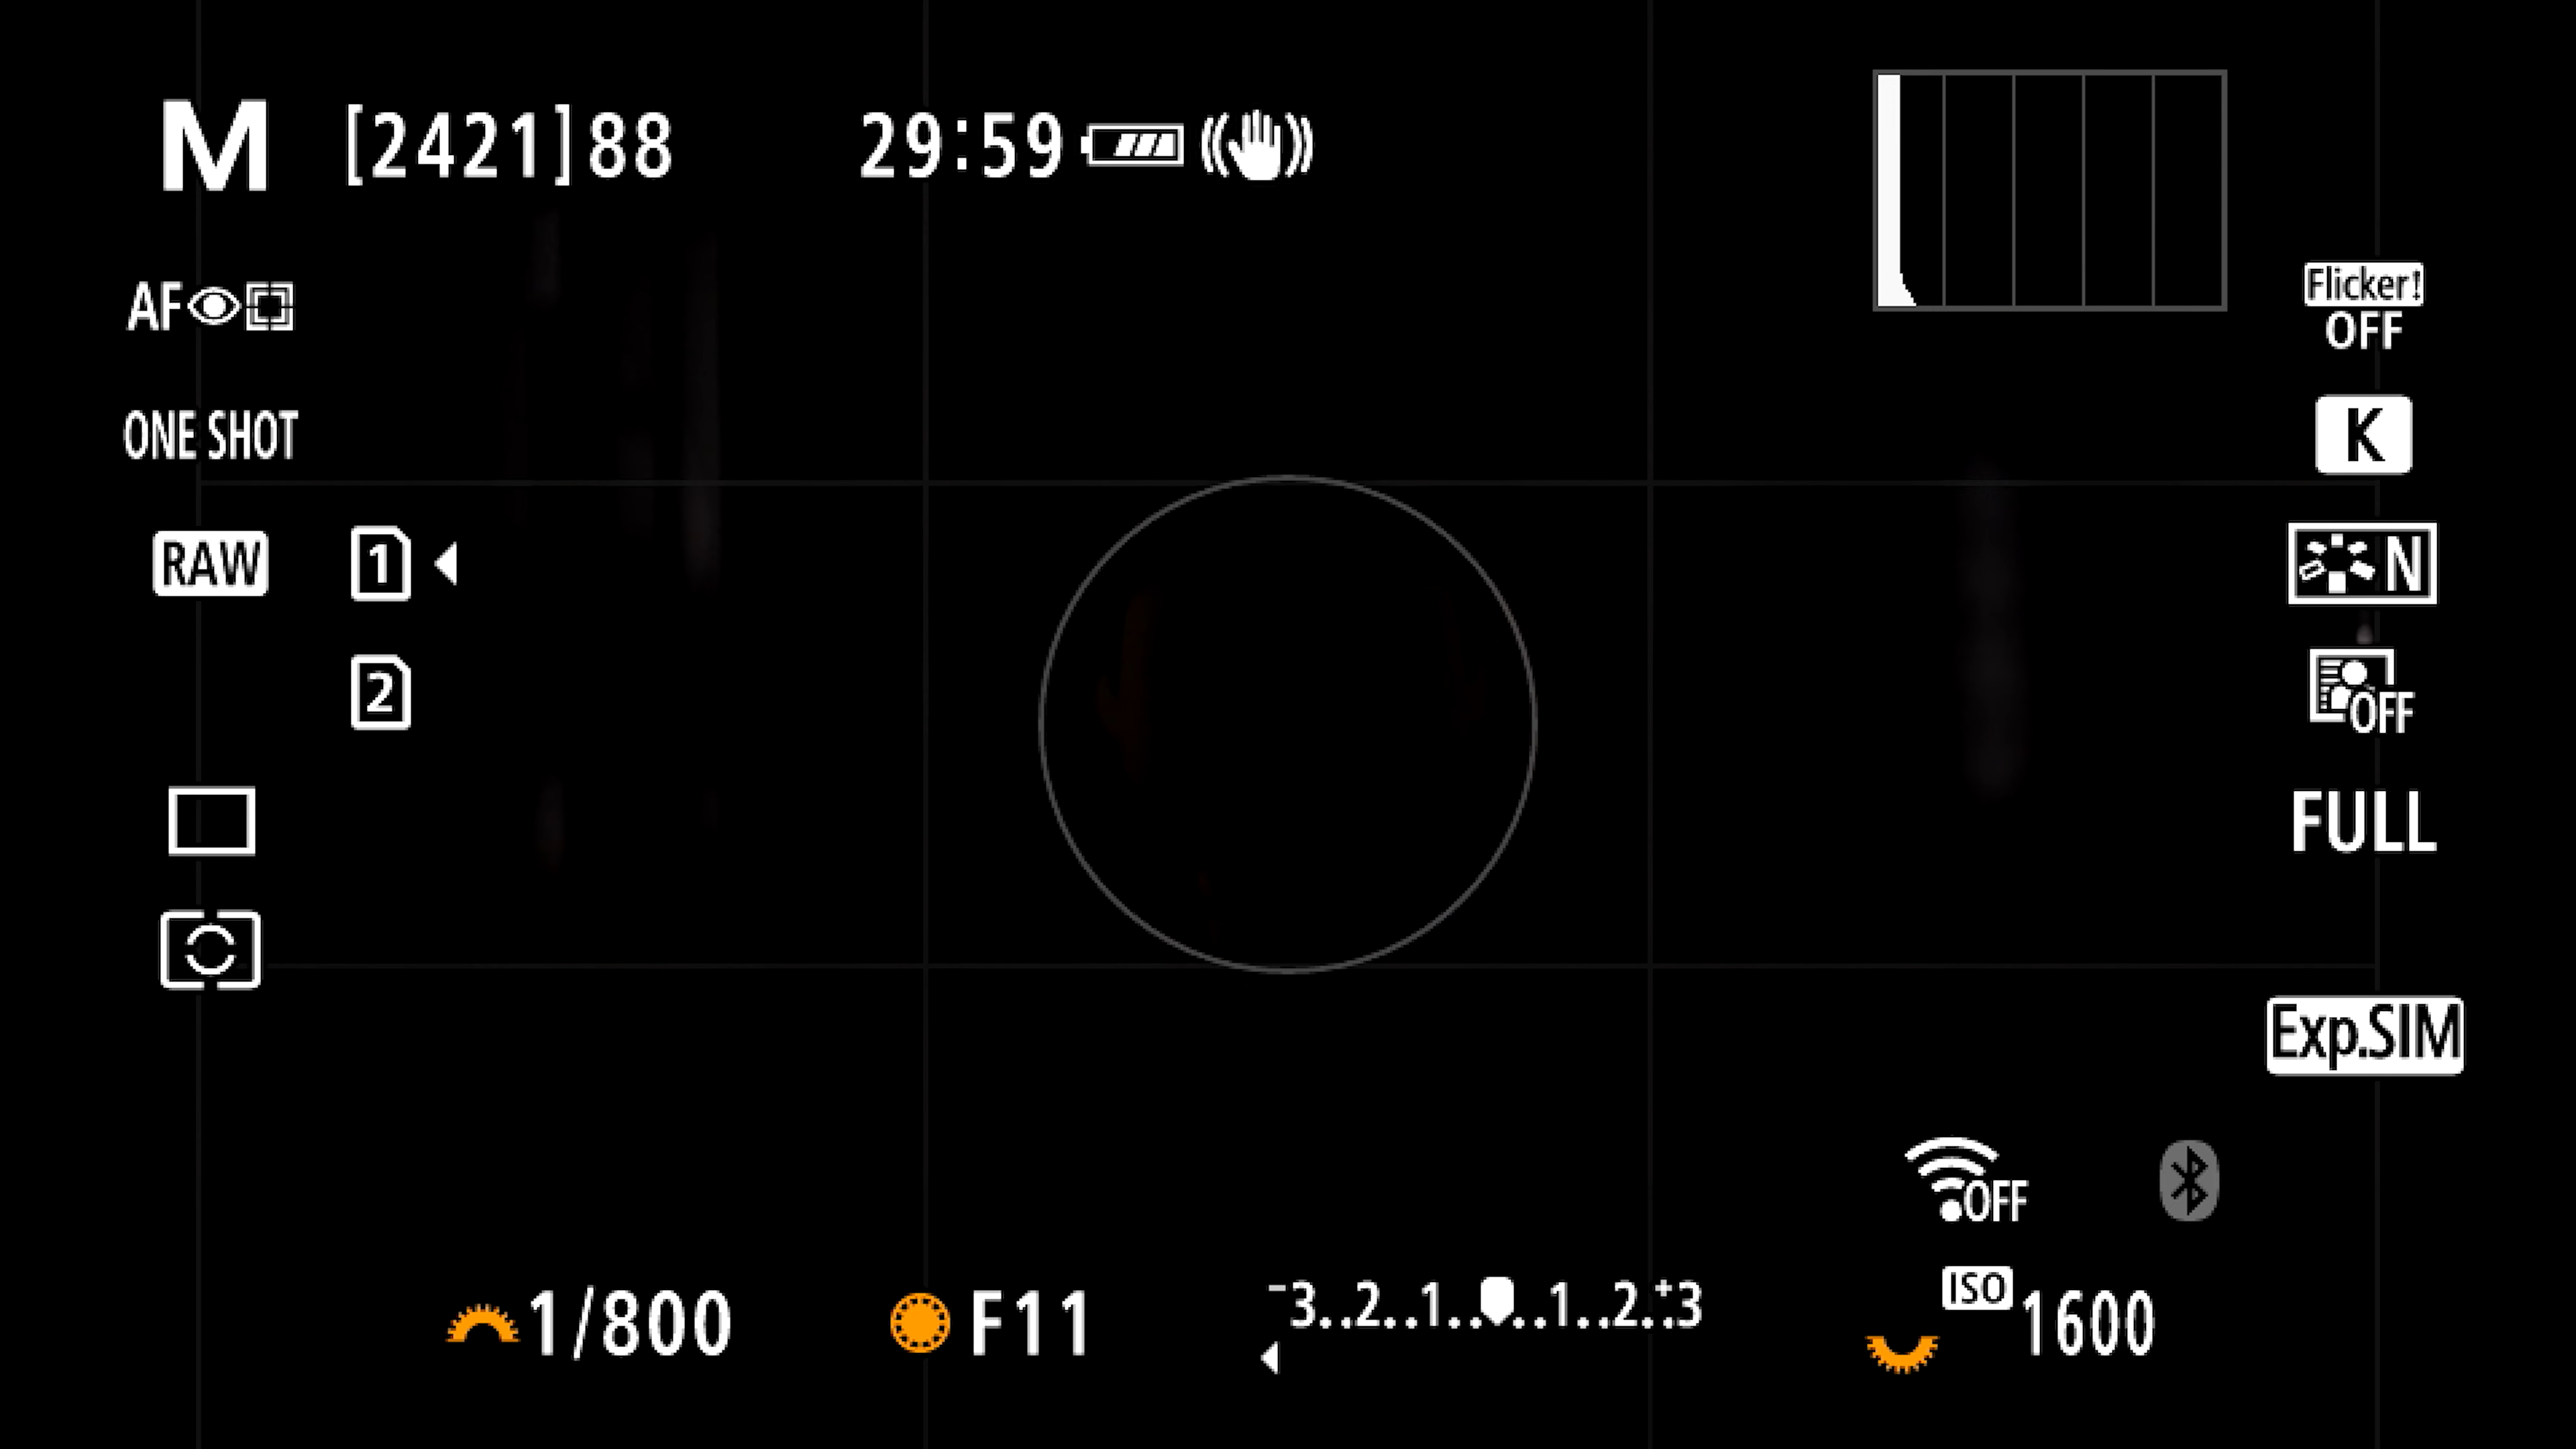 M [2421]88 29:59
Flicker!
OFF
AF
ONE SHOT
K
RAW 1
N
2
OFF
FULL
Exp.SIM
OFF
1/800 F11 -3..2..1....1..2.+3 ISO 1600